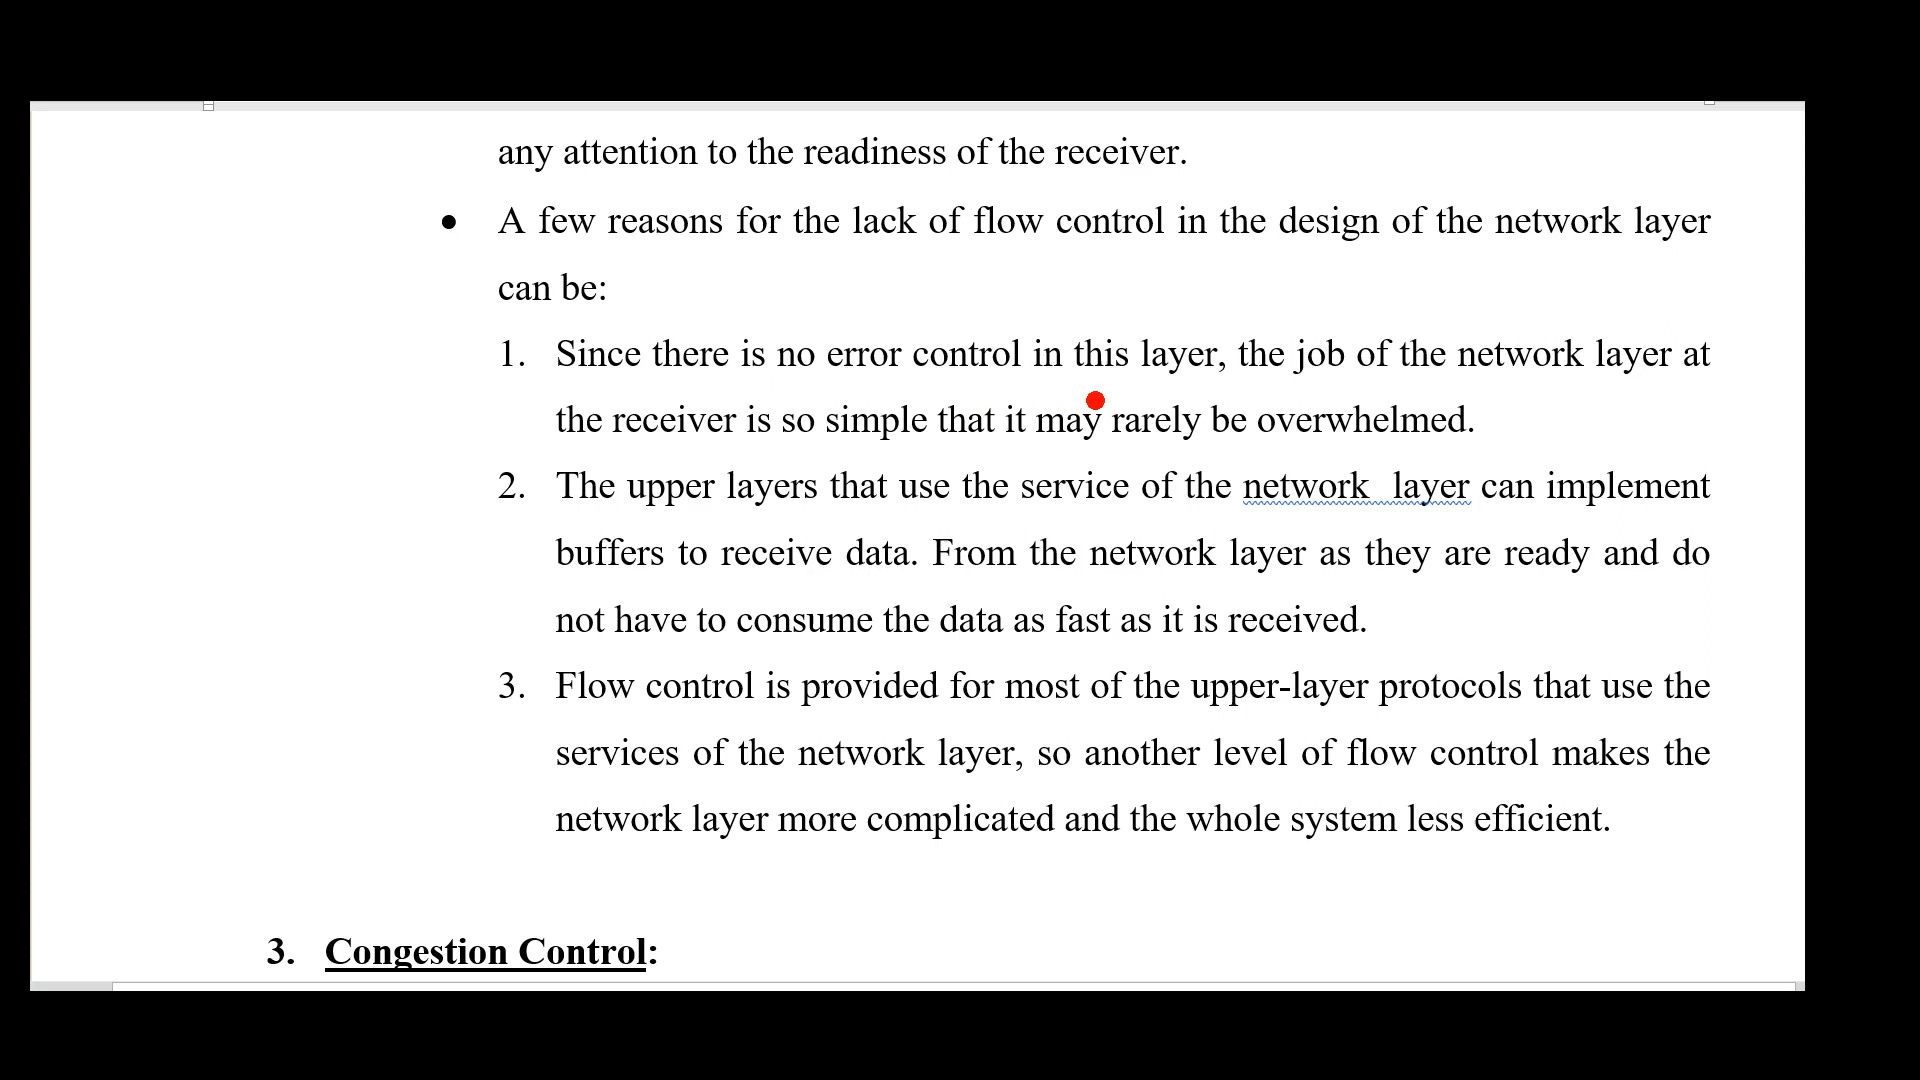 any attention to the readiness of the receiver.
• A few reasons for the lack of flow control in the design of the network layer
can be:
1. Since there is no error control in this layer, the job of the network layer at
the receiver is so simple that it may rarely be overwhelmed.
2. The upper layers that use the service of the network  layer can implement
buffers to receive data. From the network layer as they are ready and do
not have to consume the data as fast as it is received.
3. Flow control is provided for most of the upper-layer protocols that use the
services of the network layer, so another level of flow control makes the
network layer more complicated and the whole system less efficient.
3. Congestion Control: